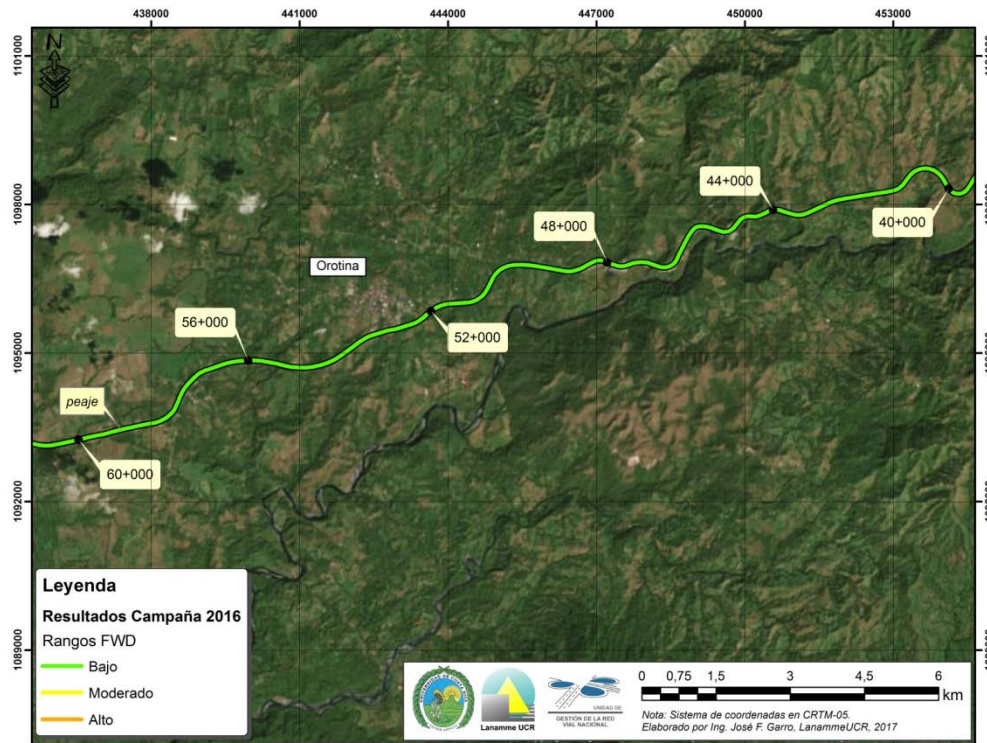 438000 441000 444000 447000 450000 453000
1101000
1098000
1095000
1092000
1089000
N
44+000
40+000
48+000
Orotina
56+000
52+000
peaje
60+000
Leyenda
Resultados Campaña 2016
Rangos FWD
Bajo
Moderado
Alto
Lanamme UCR
UNIDAD DE
GESTIÓN DE LA RED
VIAL NACIONAL
0 0,75 1,5 3 4,5 6
km
Nota: Sistema de coordenadas en CRTM-05.
Elaborado por Ing. José F. Garro, LanammeUCR, 2017